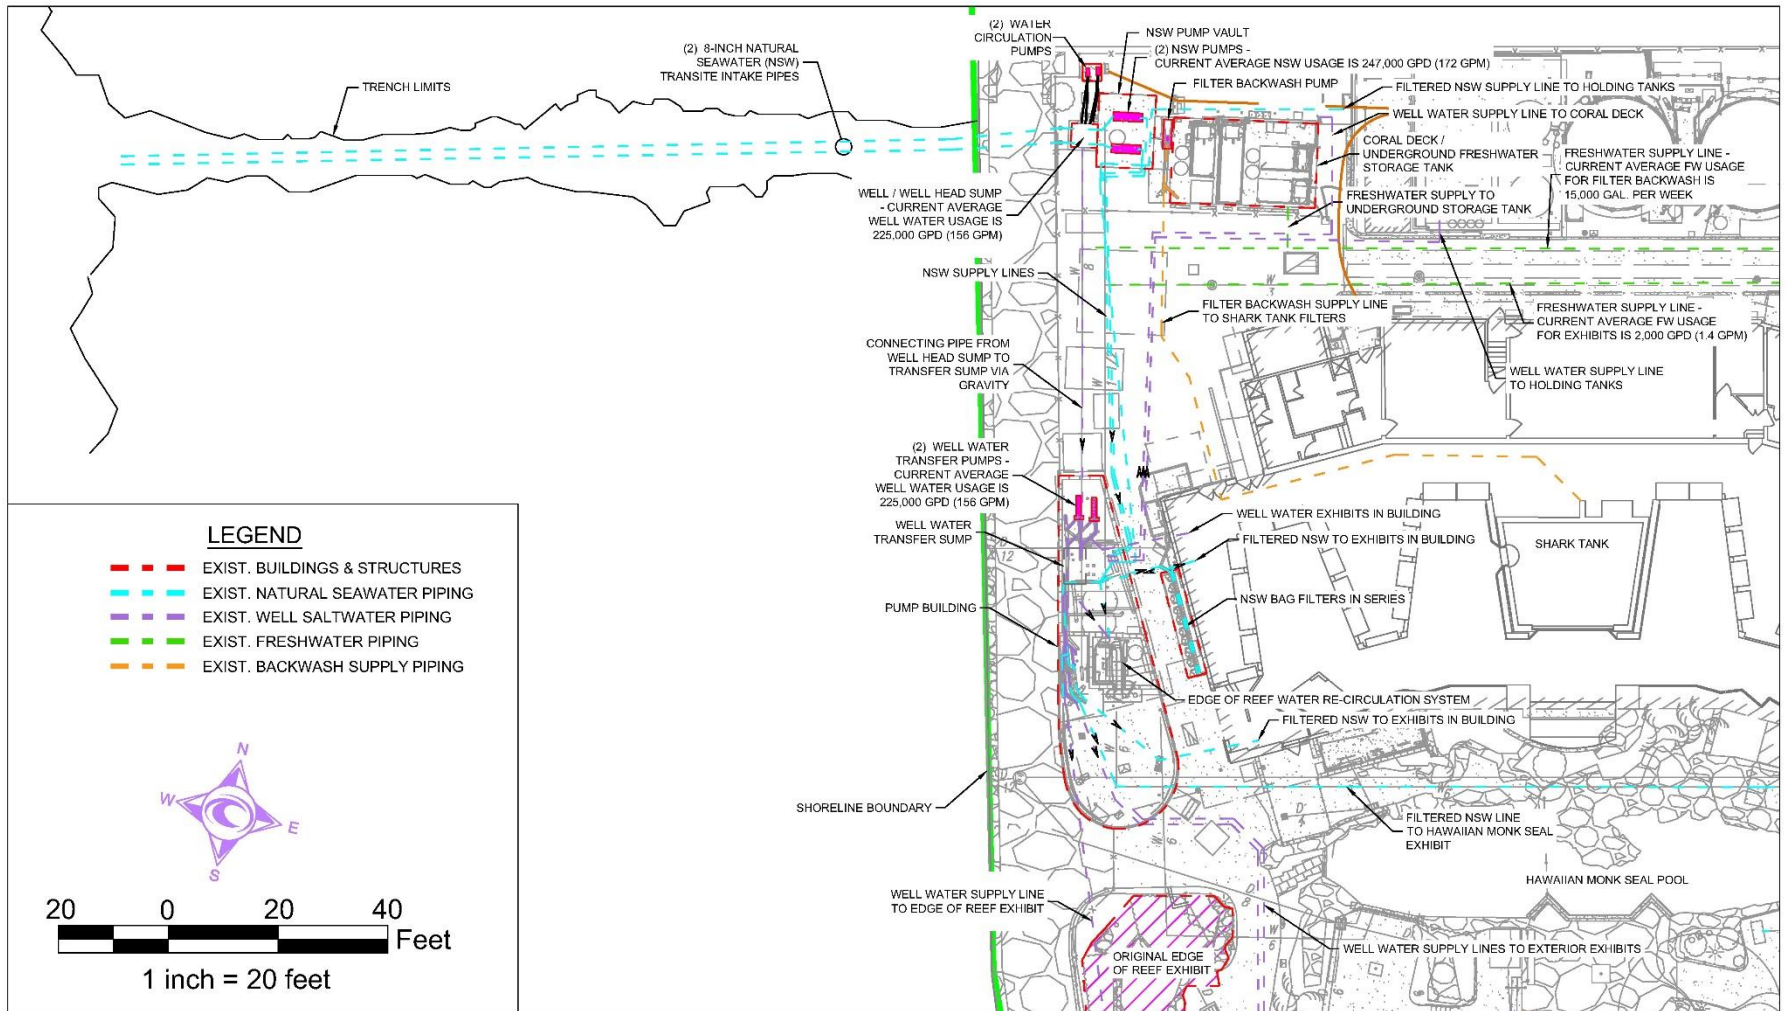 (2) WATER
CIRCULATION
PUMPS
NSW PUMP VAULT
(2) NSW PUMPS -
CURRENT AVERAGE NSW USAGE IS 247,000 GPD (172 GPM)
FILTER BACKWASH PUMP
(2) 8-INCH NATURAL
SEAWATER (NSW)
TRANSITE INTAKE PIPES
TRENCH LIMITS
FILTERED NSW SUPPLY LINE TO HOLDING TANKS
WELL WATER SUPPLY LINE TO CORAL DECK
CORAL DECK /
UNDERGROUND FRESHWATER
STORAGE TANK
FRESHWATER SUPPLY LINE -
CURRENT AVERAGE FW USAGE
FOR FILTER BACKWASH IS
15,000 GAL. PER WEEK
WELL / WELL HEAD SUMP
- CURRENT AVERAGE
WELL WATER USAGE IS
225,000 GPD (156 GPM)
FRESHWATER SUPPLY TO
UNDERGROUND STORAGE TANK
NSW SUPPLY LINES
FILTER BACKWASH SUPPLY LINE
TO SHARK TANK FILTERS
FRESHWATER SUPPLY LINE -
CURRENT AVERAGE FW USAGE
FOR EXHIBITS IS 2,000 GPD (1.4 GPM)
CONNECTING PIPE FROM
WELL HEAD SUMP TO
TRANSFER SUMP VIA
GRAVITY
WELL WATER SUPPLY LINE
TO HOLDING TANKS
(2) WELL WATER
TRANSFER PUMPS -
CURRENT AVERAGE
WELL WATER USAGE IS
225,000 GPD (156 GPM)
WELL WATER
TRANSFER SUMP
WELL WATER EXHIBITS IN BUILDING
FILTERED NSW TO EXHIBITS IN BUILDING
SHARK TANK
NSW BAG FILTERS IN SERIES
PUMP BUILDING
EDGE OF REEF WATER RE-CIRCULATION SYSTEM
FILTERED NSW TO EXHIBITS IN BUILDING
SHORELINE BOUNDARY
FILTERED NSW LINE
TO HAWAIIAN MONK SEAL
EXHIBIT
HAWAIIAN MONK SEAL POOL
WELL WATER SUPPLY LINE
TO EDGE OF REEF EXHIBIT
WELL WATER SUPPLY LINES TO EXTERIOR EXHIBITS
ORIGINAL EDGE
OF REEF EXHIBIT
LEGEND
EXIST. BUILDINGS & STRUCTURES
EXIST. NATURAL SEAWATER PIPING
EXIST. WELL SALTWATER PIPING
EXIST. FRESHWATER PIPING
EXIST. BACKWASH SUPPLY PIPING
N
W
E
S
20 0 20 40
Feet
1 inch = 20 feet